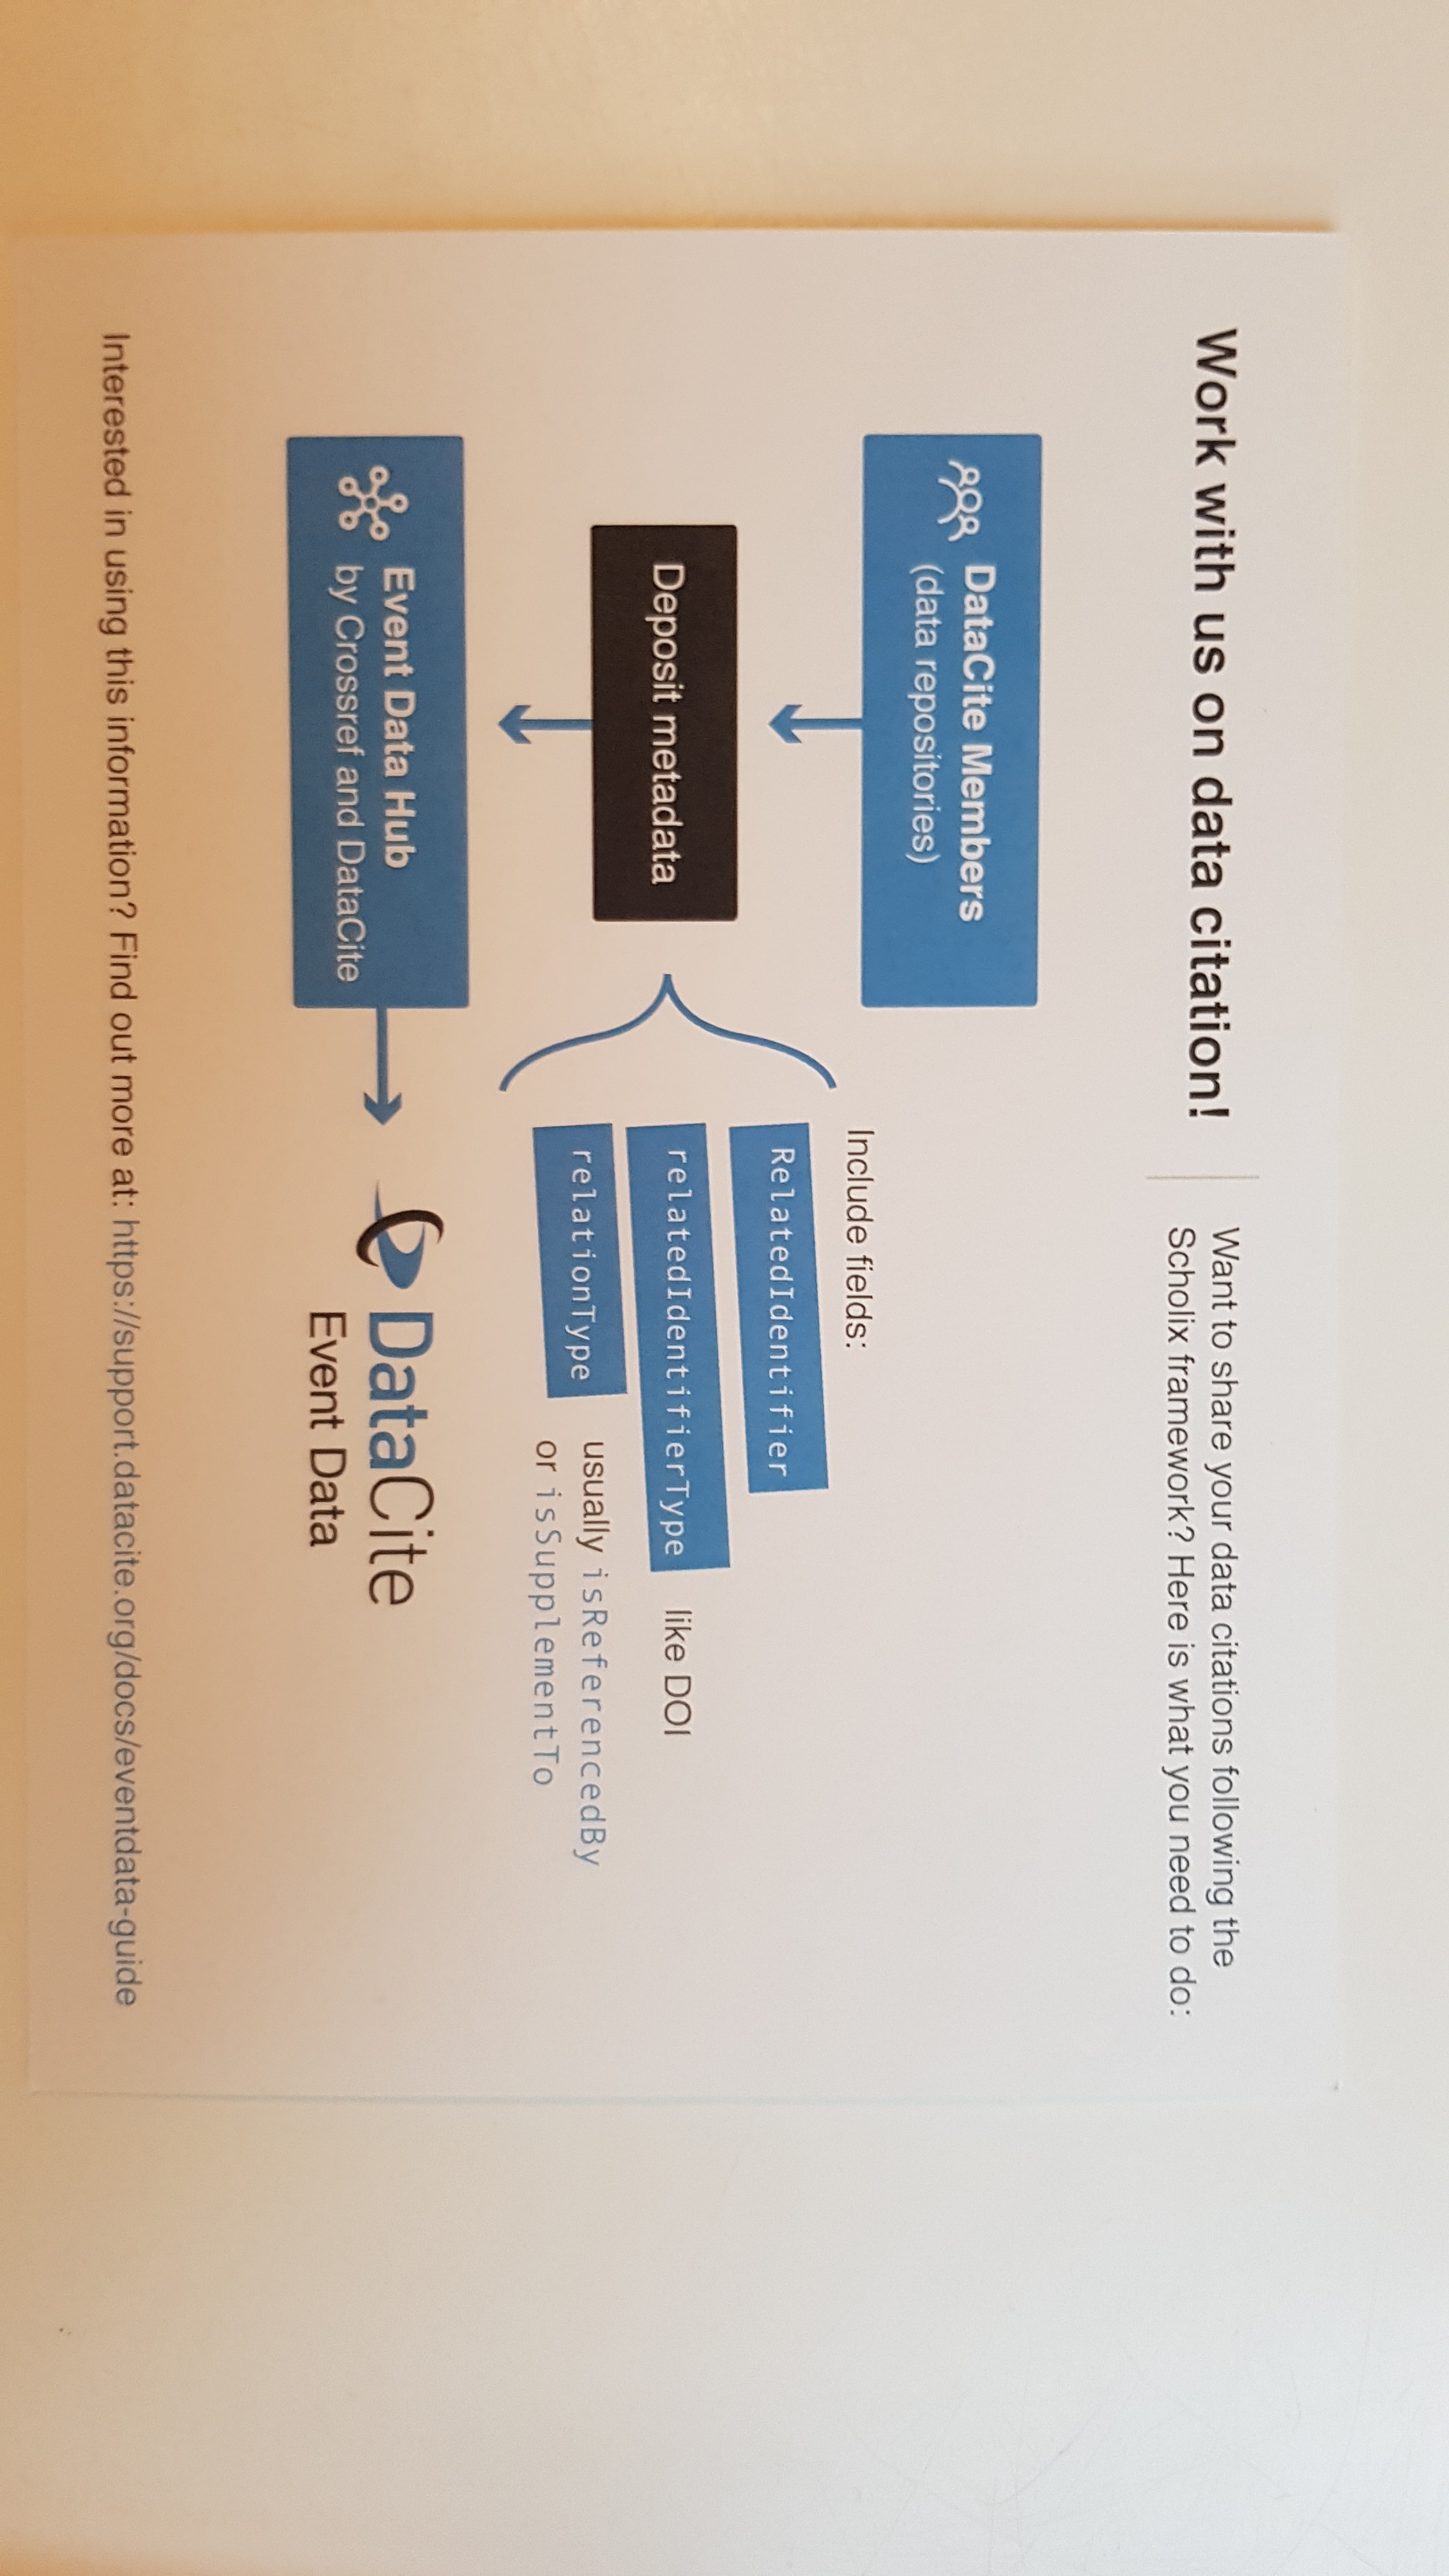 Work with us on data citation!
Want to share your data citations following the
Scholix framework? Here is what you need to do:
DataCite Members
(data repositories)
Include fields:
RelatedIdentifier
Deposit metadata
relatedIdentifierType like DOI
relationType
usually isReferencedBy
or isSupplementTo
Event Data Hub
by Crossref and DataCite
DataCite
Event Data
Interested in using this information? Find out more at: https://support.datacite.org/docs/eventdata-guide